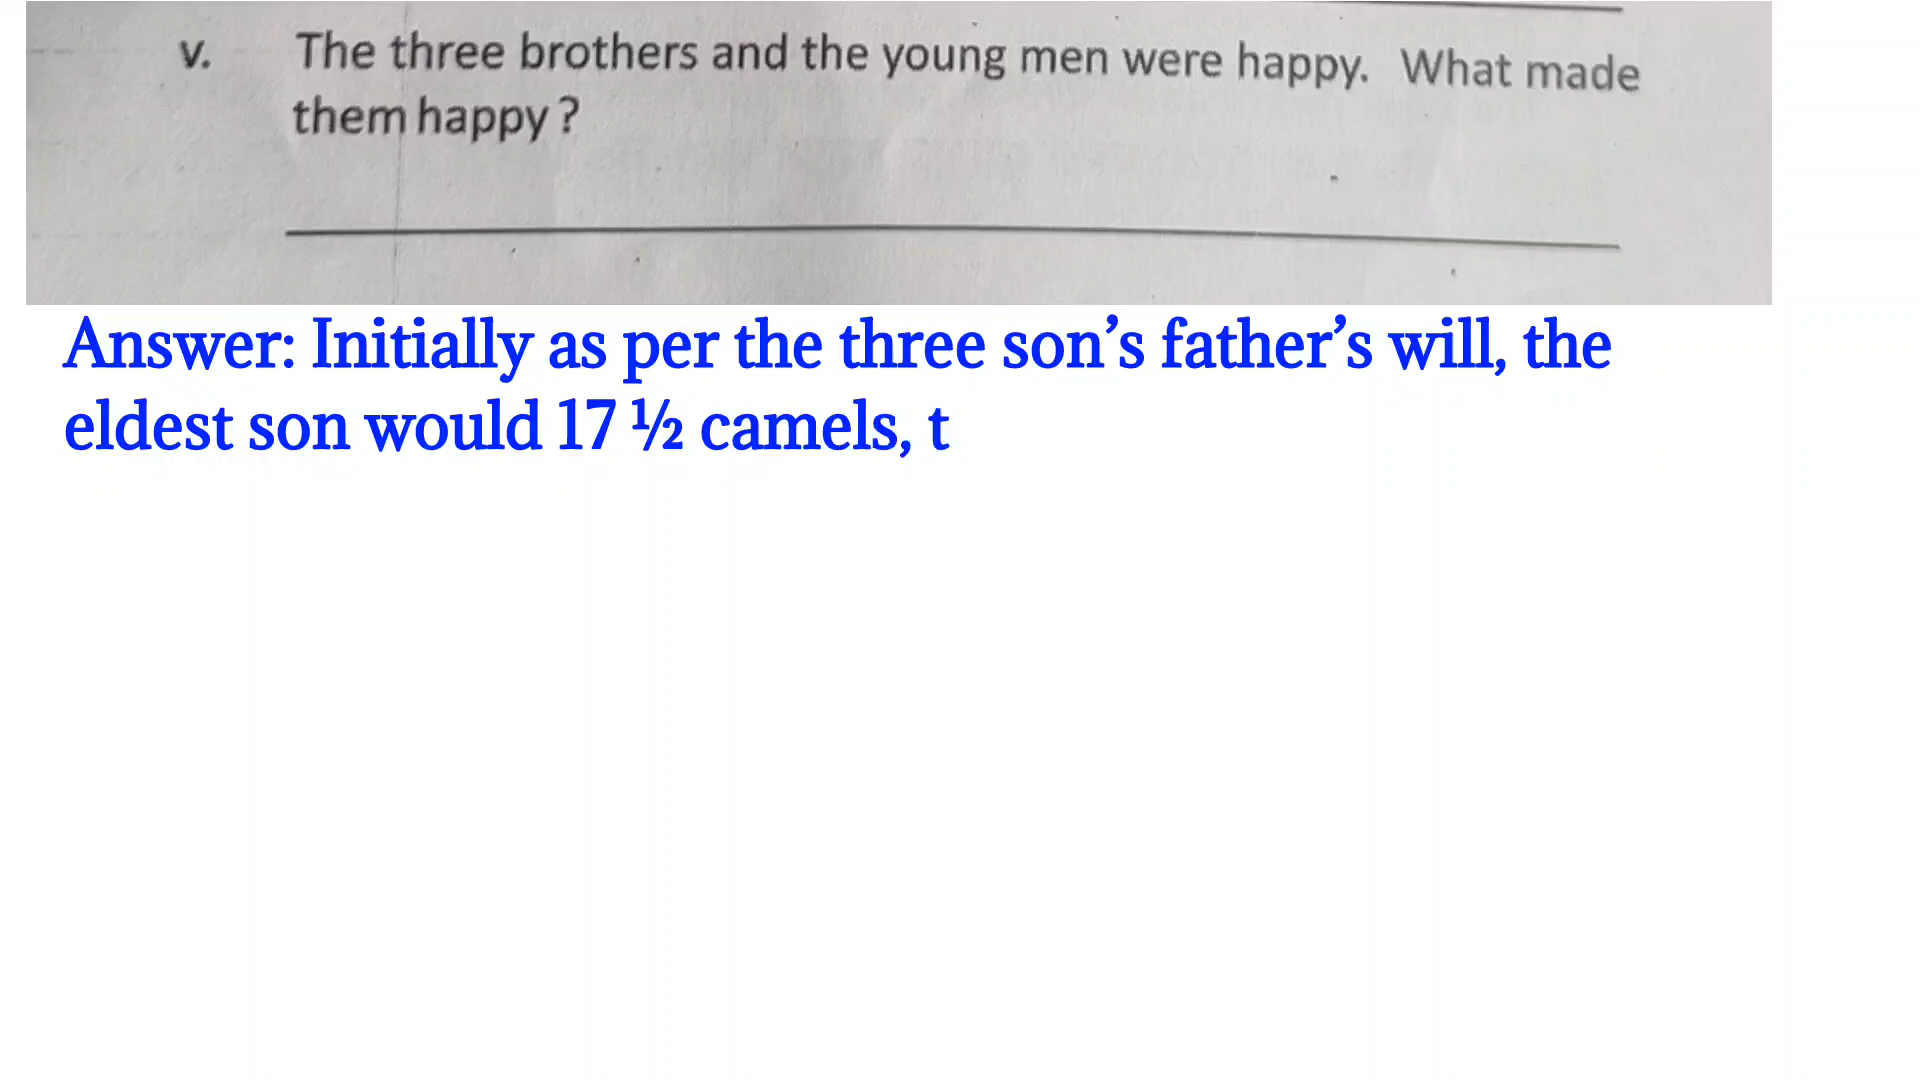 v. The three brothers and the young men were happy. What made
them happy ?
Answer: Initially as per the three son’s father’s will, the
eldest son would 17 ½ camels, t